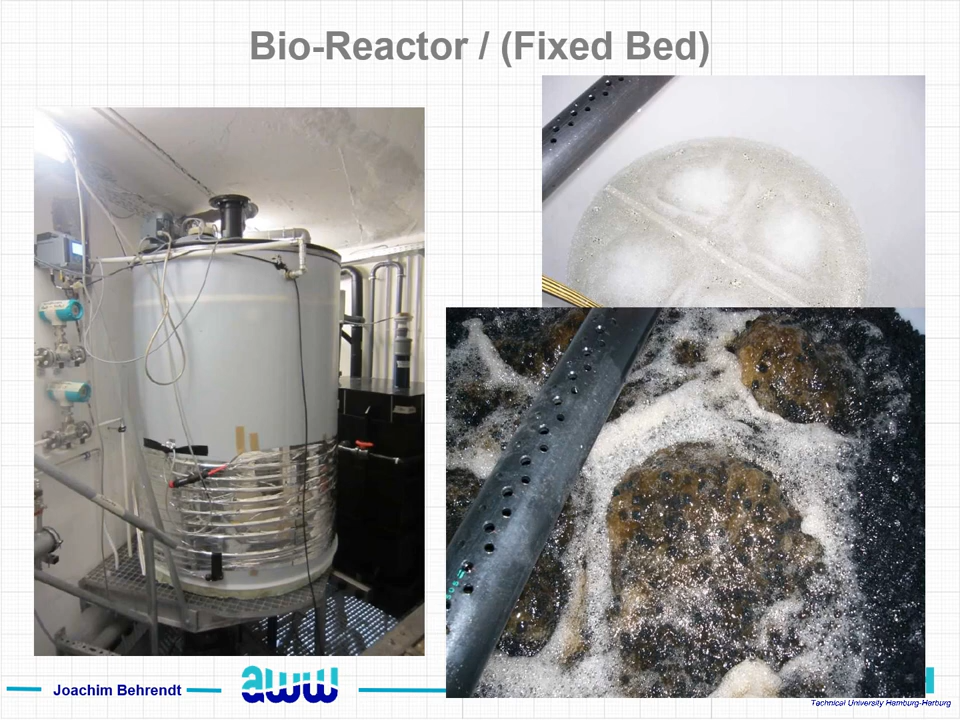 Bio-Reactor / (Fixed Bed)
Joachim Behrendt
aww
Technical University Hamburg-Harburg